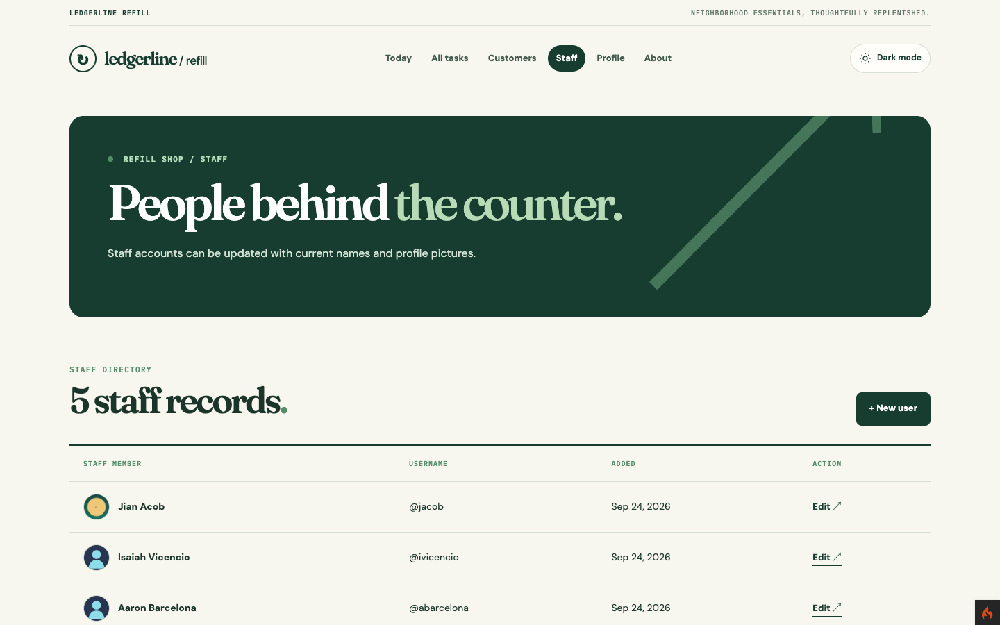 LEDGERLINE REFILL
NEIGHBORHOOD ESSENTIALS, THOUGHTFULLY REPLENISHED.
ledgerline / refill
Today
All tasks
Customers
Staff
Profile
About
Dark mode
REFILL SHOP / STAFF
People behind the counter.
Staff accounts can be updated with current names and profile pictures.
STAFF DIRECTORY
5 staff records.
+ New user
STAFF MEMBER
USERNAME
ADDED
ACTION
Jian Acob
@jacob
Sep 24, 2026
Edit ↗
Isaiah Vicencio
@ivicencio
Sep 24, 2026
Edit ↗
Aaron Barcelona
@abarcelona
Sep 24, 2026
Edit ↗